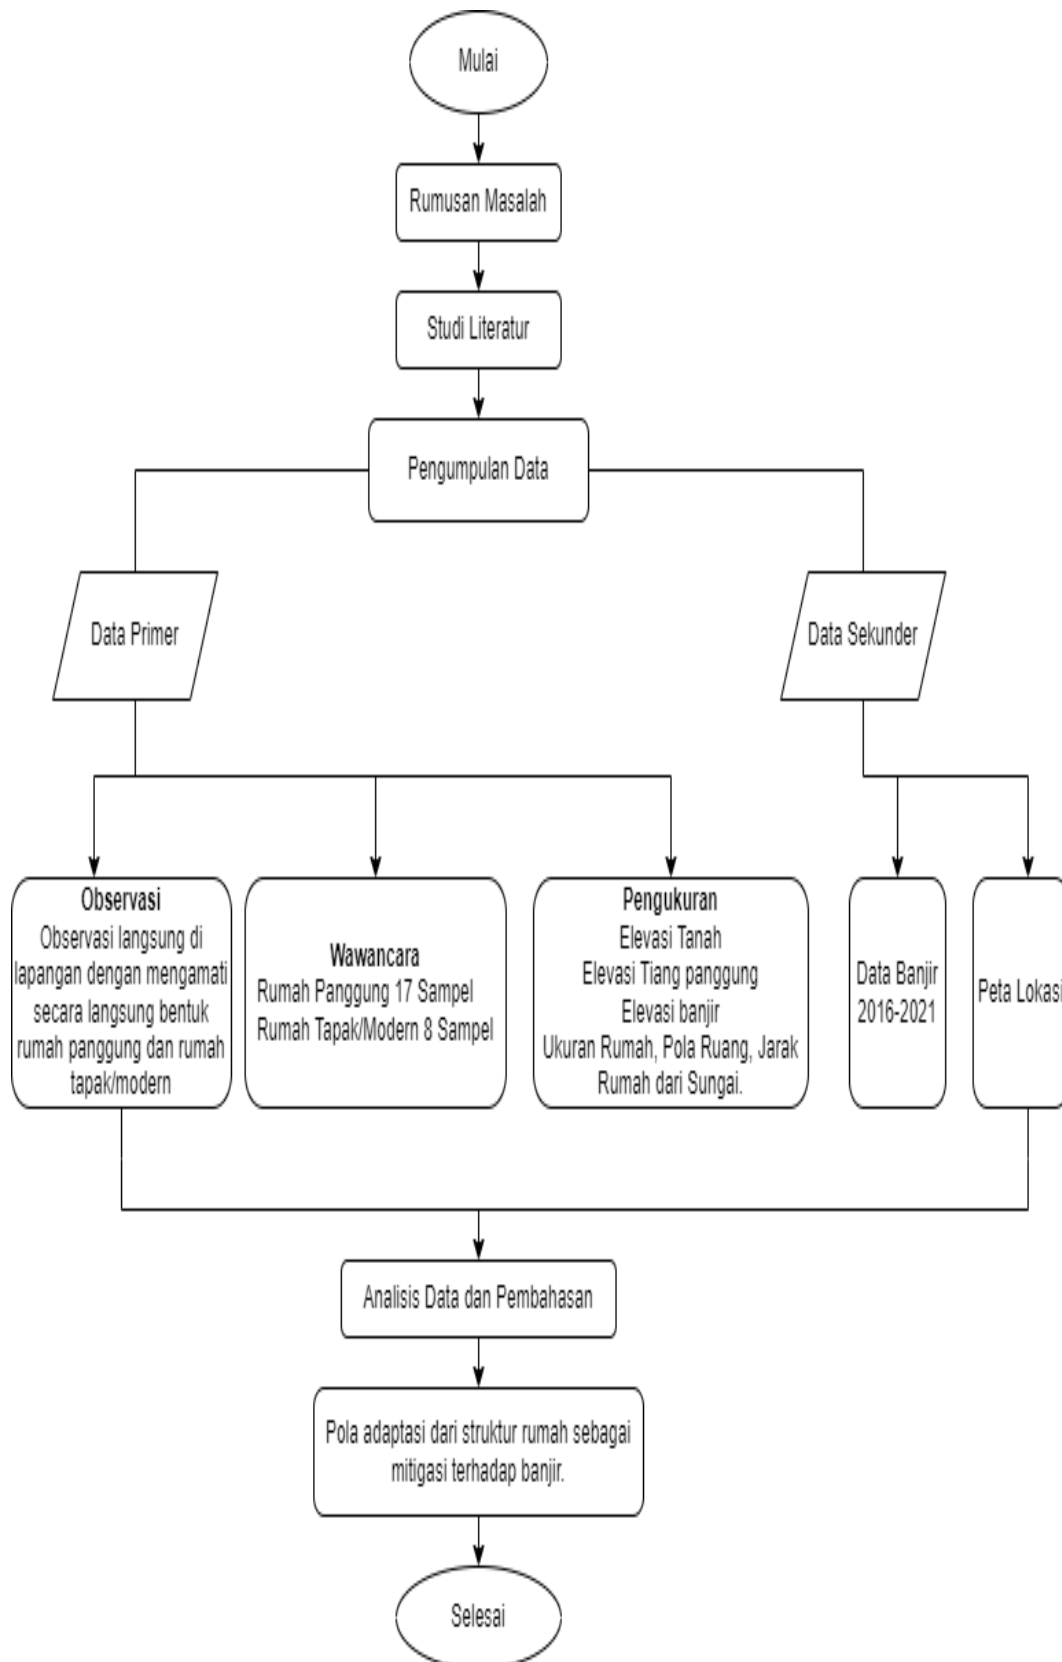 Mulai
Rumusan Masalah
Studi Literatur
Pengumpulan Data
Data Primer
Data Sekunder
Observasi
Observasi langsung di
lapangan dengan mengamati
secara langsung bentuk
rumah panggung dan rumah
tapak/modern
Wawancara
Rumah Panggung 17 Sampel
Rumah Tapak/Modern 8 Sampel
Pengukuran
Elevasi Tanah
Elevasi Tiang panggung
Elevasi banjir
Ukuran Rumah, Pola Ruang, Jarak
Rumah dari Sungai.
Data Banjir
2016-2021
Peta Lokasi
Analisis Data dan Pembahasan
Pola adaptasi dari struktur rumah sebagai
mitigasi terhadap banjir.
Selesai